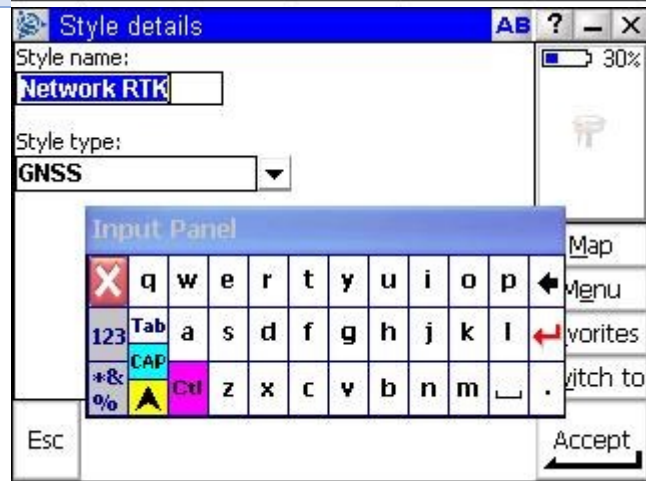 Style details AB ? – X
Style name:
30%
Network RTK
Style type:
GNSS
Input Panel
Map
X q w e r t y u i o p
Menu
123 Tab a s d f g h j k l
vorites
CAP
*& % Ctl z x c v b n m .
vitch to
Esc
Accept